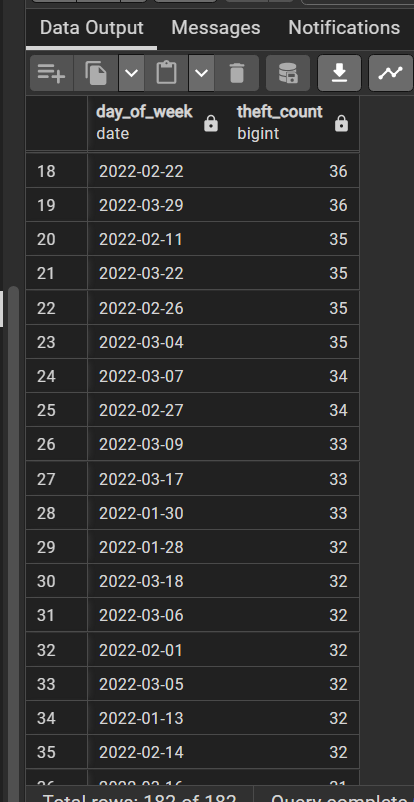 Data Output Messages Notifications
day_of_week theft_count
date bigint
18 2022-02-22 36
19 2022-03-29 36
20 2022-02-11 35
21 2022-03-22 35
22 2022-02-26 35
23 2022-03-04 35
24 2022-03-07 34
25 2022-02-27 34
26 2022-03-09 33
27 2022-03-17 33
28 2022-01-30 33
29 2022-01-28 32
30 2022-03-18 32
31 2022-03-06 32
32 2022-02-01 32
33 2022-03-05 32
34 2022-01-13 32
35 2022-02-14 32
Total rows: 182 of 182 Query complete